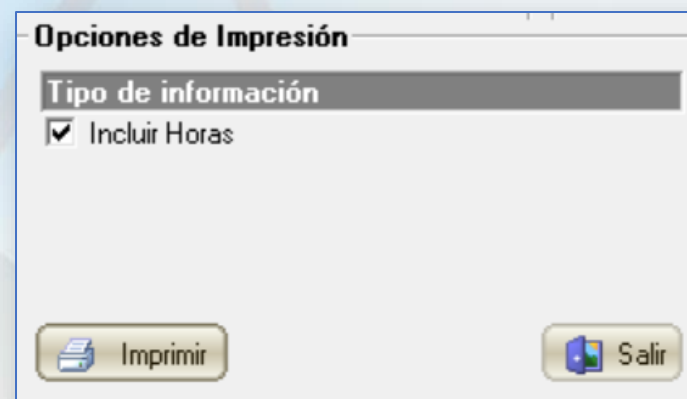 Opciones de Impresión
Tipo de información
Incluir Horas
Imprimir
Salir